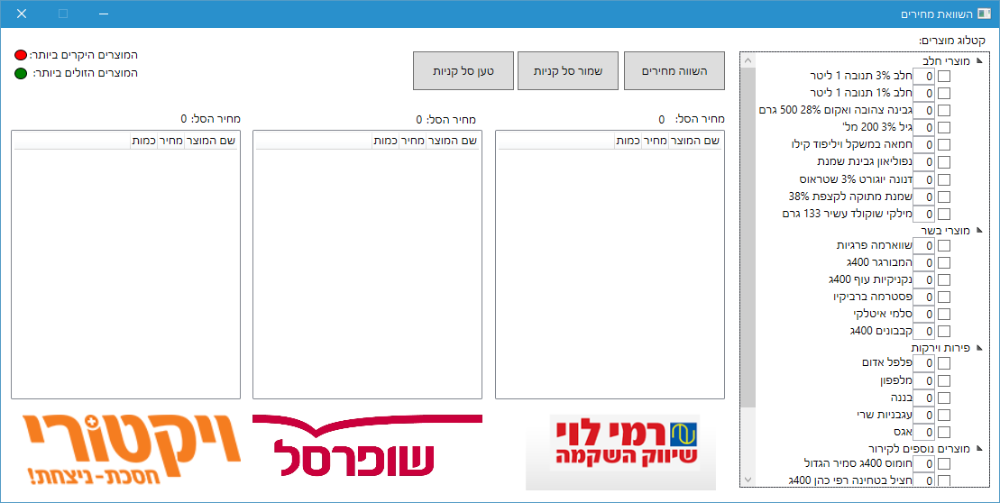 השוואת מחירים
קטלוג מוצרים:
מוצרי חלב
0 חלב 3% תנובה 1 ליטר
0 חלב 1% תנובה 1 ליטר
0 גבינה צהובה ואקום 28% 500 גרם
0 גיל 3% 200 מל'
0 חמאה במשקל ויליפוד קילו
0 נפוליאון גבינת שמנת
0 דנונה יוגורט 3% שטראוס
0 שמנת מתוקה לקצפת 38%
0 מילקי שוקולד עשיר 133 גרם
מוצרי בשר
0 שווארמה פרגיות
0 המבורגר 400ג
0 נקניקיות עוף 400ג
0 פסטרמה ברביקיו
0 סלמי איטלקי
0 קבבונים 400ג
פירות וירקות
0 פלפל אדום
0 מלפפון
0 בננה
0 עגבניות שרי
0 אגס
מוצרים נוספים לקירור
0 חומוס 400ג סמיר הגדול
0 חציל בטחינה רפי כהן 400ג
השווה מחירים
שמור סל קניות
טען סל קניות
המוצרים היקרים ביותר:
המוצרים הזולים ביותר:
מחיר הסל: 0
שם המוצר מחיר כמות
רמי לוי
שיווק השקמה
מחיר הסל: 0
שם המוצר מחיר כמות
שופרסל
מחיר הסל: 0
שם המוצר מחיר כמות
ויקטורי
חסכת-ניצחת!